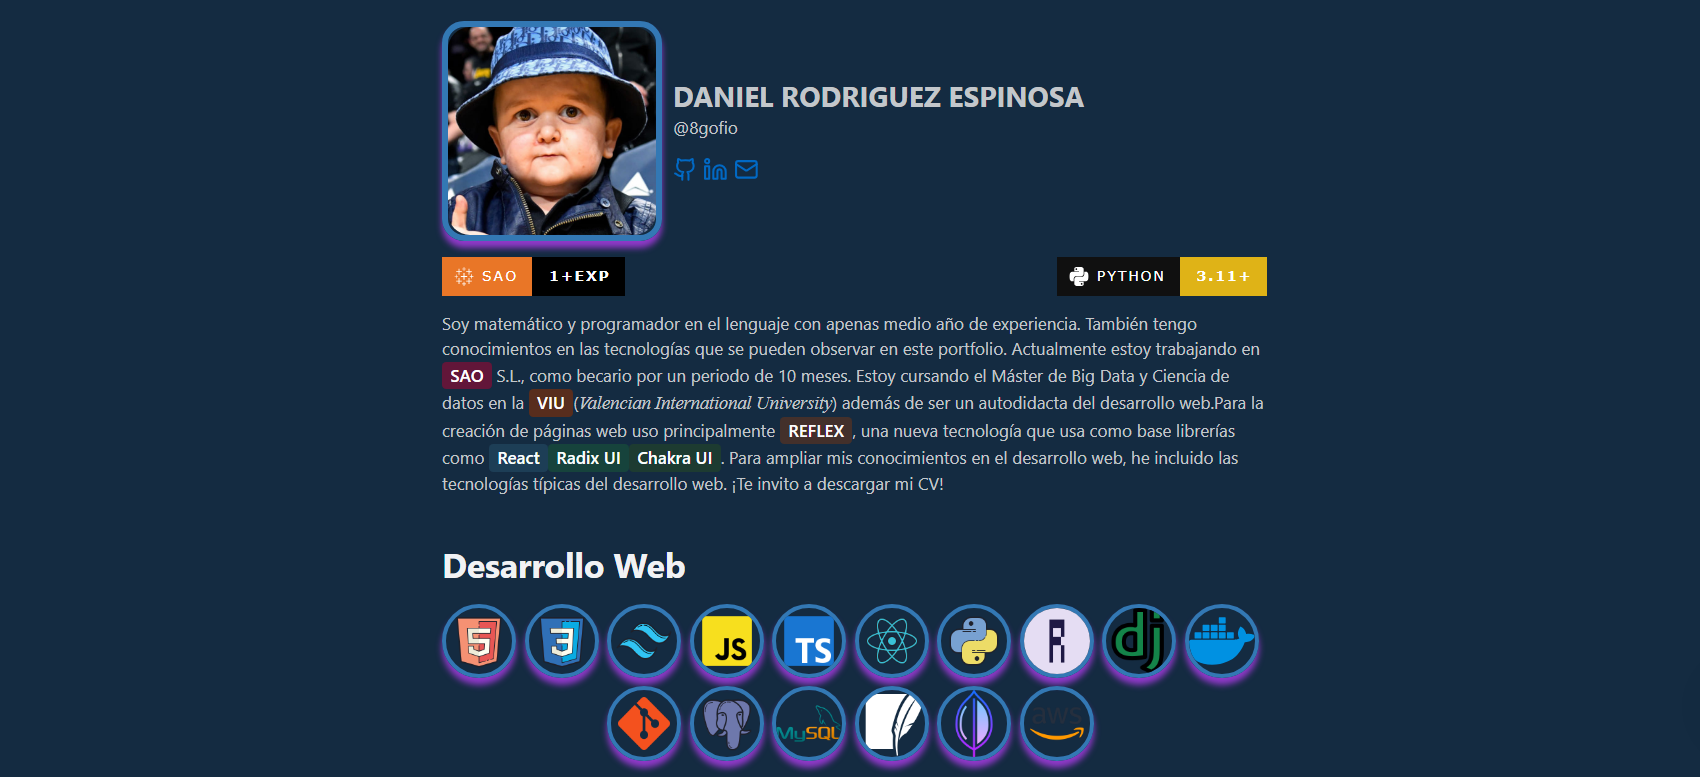 DANIEL RODRIGUEZ ESPINOSA
@8gofio
SAO 1+EXP
PYTHON 3.11+
Soy matemático y programador en el lenguaje con apenas medio año de experiencia. También tengo
conocimientos en las tecnologías que se pueden observar en este portfolio. Actualmente estoy trabajando en
SAO S.L., como becario por un periodo de 10 meses. Estoy cursando el Máster de Big Data y Ciencia de
datos en la VIU (Valencian International University) además de ser un autodidacta del desarrollo web.Para la
creación de páginas web uso principalmente REFLEX, una nueva tecnología que usa como base librerías
como React Radix UI Chakra UI. Para ampliar mis conocimientos en el desarrollo web, he incluido las
tecnologías típicas del desarrollo web. ¡Te invito a descargar mi CV!
Desarrollo Web
5 3 JS TS R dj
MySQL aws